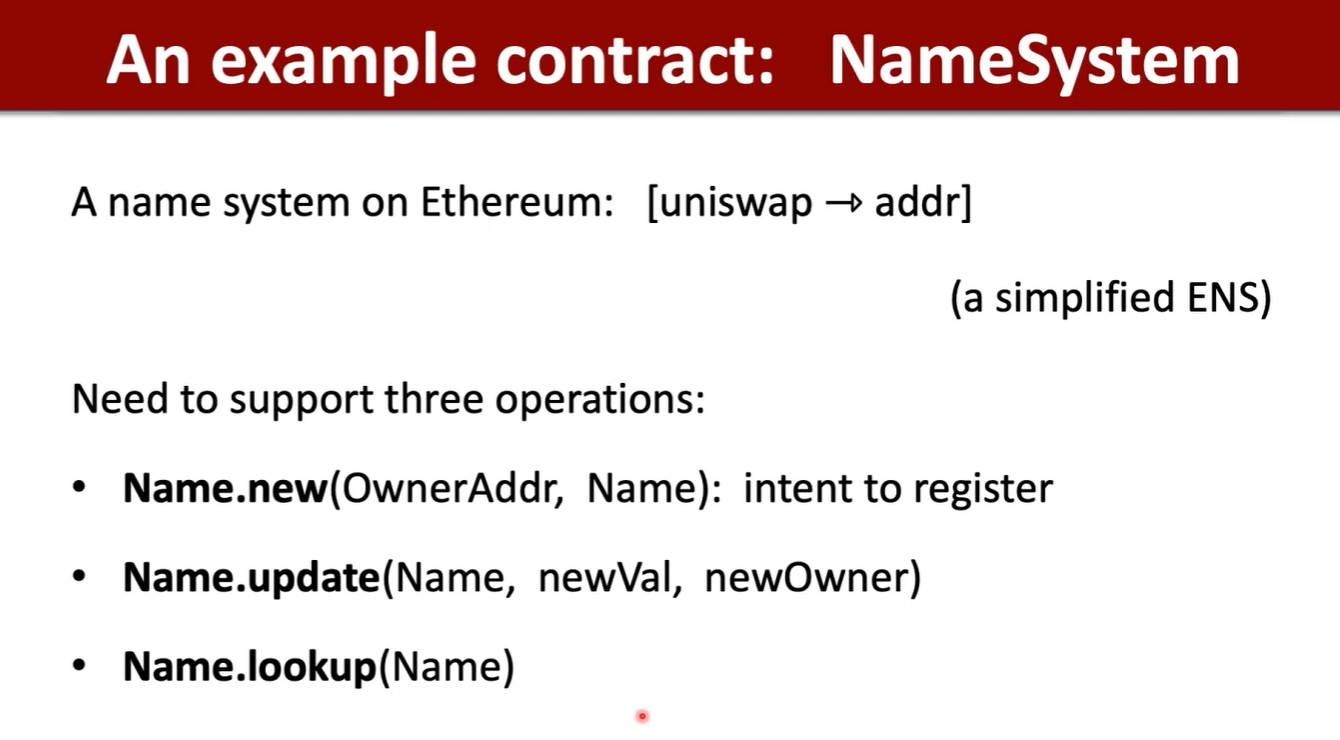 An example contract: NameSystem
A name system on Ethereum: [uniswap ⇾ addr]
(a simplified ENS)
Need to support three operations:
• Name.new(OwnerAddr, Name): intent to register
• Name.update(Name, newVal, newOwner)
• Name.lookup(Name)